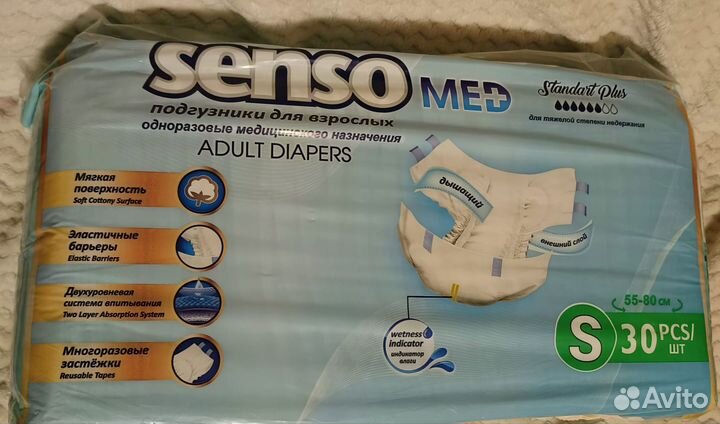 senso MED
подгузники для взрослых
одноразовые медицинского назначения
ADULT DIAPERS
Standart Plus
для тяжелой степени недержания
Мягкая
поверхность
Soft Cottony Surface
Эластичные
барьеры
Elastic Barriers
Двухуровневая
система впитывания
Two Layer Absorption System
Многоразовые
застёжки
Reusable Tapes
дышащий
внешний слой
wetness
indicator
индикатор
влаги
55-80 см
S 30 PCS/
ШТ
Avito